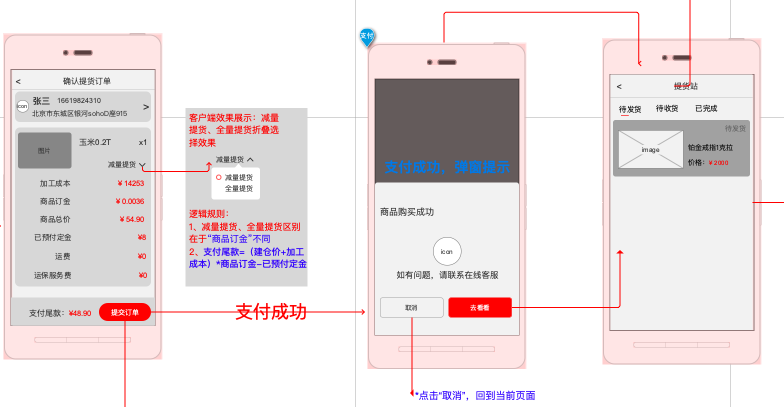 <
确认提货订单
icon
张三 16619824310
>
北京市东城区银河sohoD座915
图片
玉米0.2T
x1
减量提货
加工成本
¥ 14253
商品订金
¥ 0.0036
商品总价
¥ 54.90
已预付定金
¥8
运费
¥0
运保服务费
¥0
支付尾款： ¥48.90
提交订单
客户端效果展示：减量
提货、全量提货折叠选
择效果
减量提货
减量提货
全量提货
逻辑规则：
1、减量提货、全量提货区别
在于“商品订金”不同
2、支付尾款=（建仓价+加工
成本）*商品订金-已预付定金
支付成功
支付
商品购买成功
icon
如有问题，请联系在线客服
取消
去看看
*点击“取消”，回到当前页面
<
提货站
待发货
待收货
已完成
待发货
image
铂金戒指1克拉
价格：¥ 2000